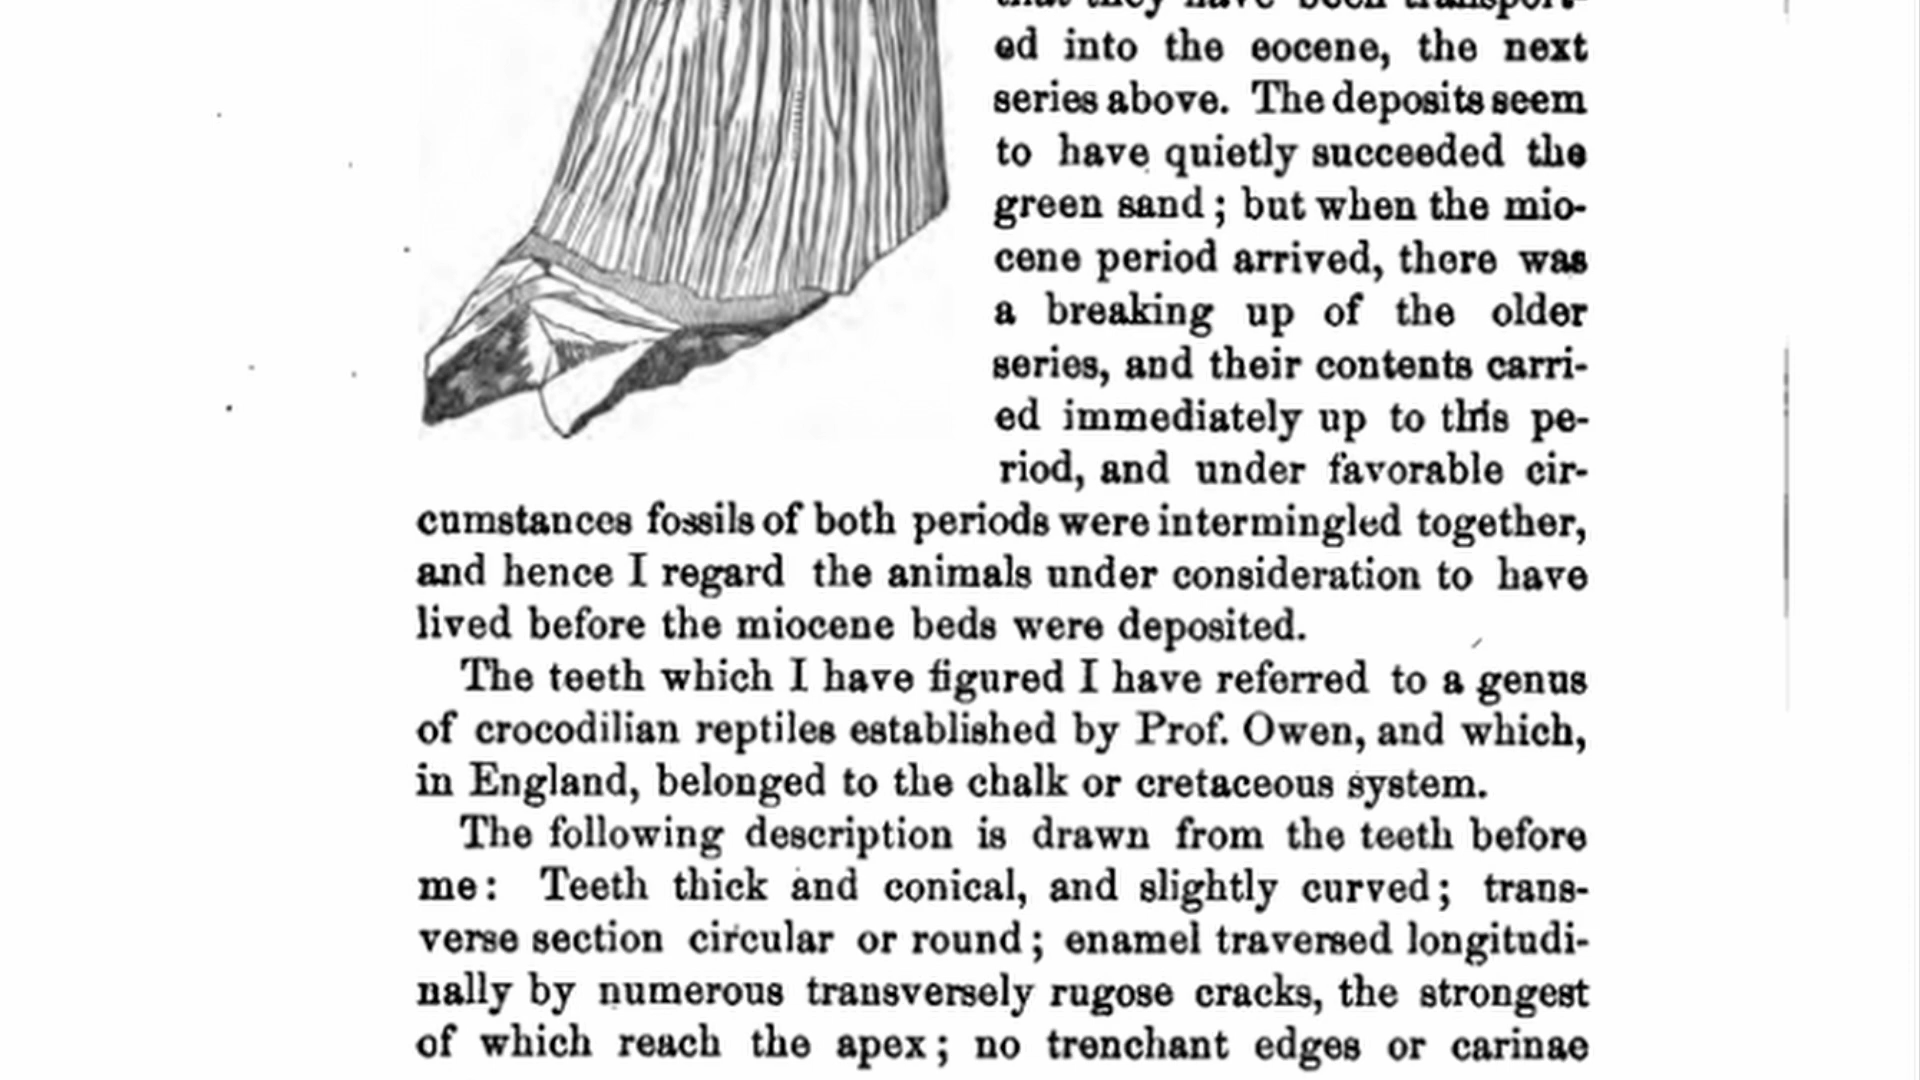 that they have been transport-
ed into the eocene, the next
series above. The deposits seem
to have quietly succeeded the
green sand; but when the mio-
cene period arrived, there was
a breaking up of the older
series, and their contents carri-
ed immediately up to this pe-
riod, and under favorable cir-
cumstances fossils of both periods were intermingled together,
and hence I regard the animals under consideration to have
lived before the miocene beds were deposited.
The teeth which I have figured I have referred to a genus
of crocodilian reptiles established by Prof. Owen, and which,
in England, belonged to the chalk or cretaceous system.
The following description is drawn from the teeth before
me: Teeth thick and conical, and slightly curved; trans-
verse section circular or round; enamel traversed longitudi-
nally by numerous transversely rugose cracks, the strongest
of which reach the apex; no trenchant edges or carinae